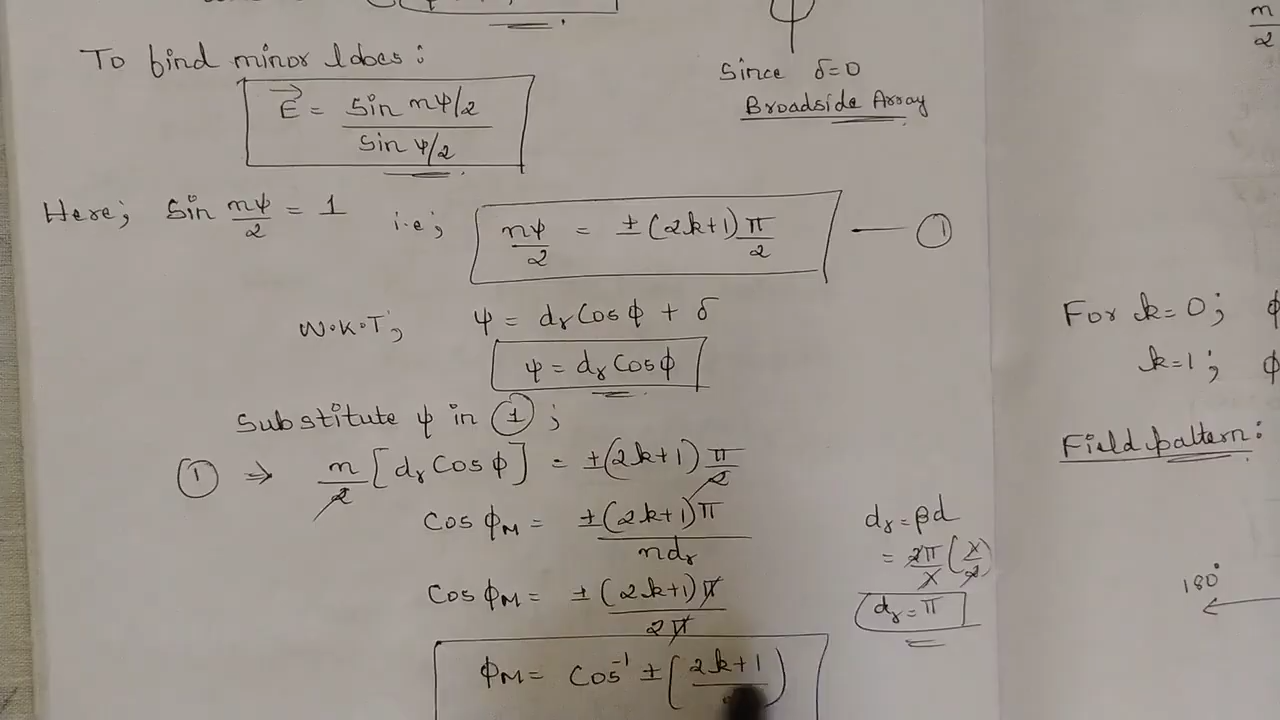 To find minor lobes:
E⃗ = Sin nψ/2 / Sin ψ/2
Since δ=0
Broadside Array
Here; Sin nψ/2 = 1 i.e; nψ/2 = ±(2k+1) π/2 — ①
W.K.T; ψ = dᵣ Cos ϕ + δ
ψ = dᵣ Cos ϕ
Substitute ψ in ① ;
① ⇒ n/2 [dᵣ Cos ϕ] = ±(2k+1) π/2
Cos ϕM = ±(2k+1)π / ndᵣ
Cos ϕM = ±(2k+1)π / 2π
ϕM = Cos⁻¹ ±(2k+1
dᵣ = βd
= 2π/λ (λ/2)
dᵣ = π
n/2
For k=0; ϕ
k=1; ϕ
Field pattern:
180°